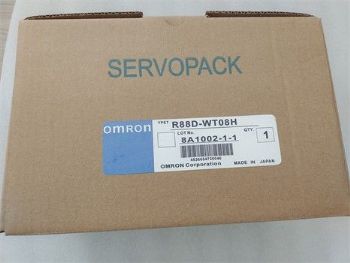 SERVOPACK
OMRON
TYPE R88D-WT08H
LOT No. QTY.
8A1002-1-1 1
OMRON Corporation MADE IN JAPAN